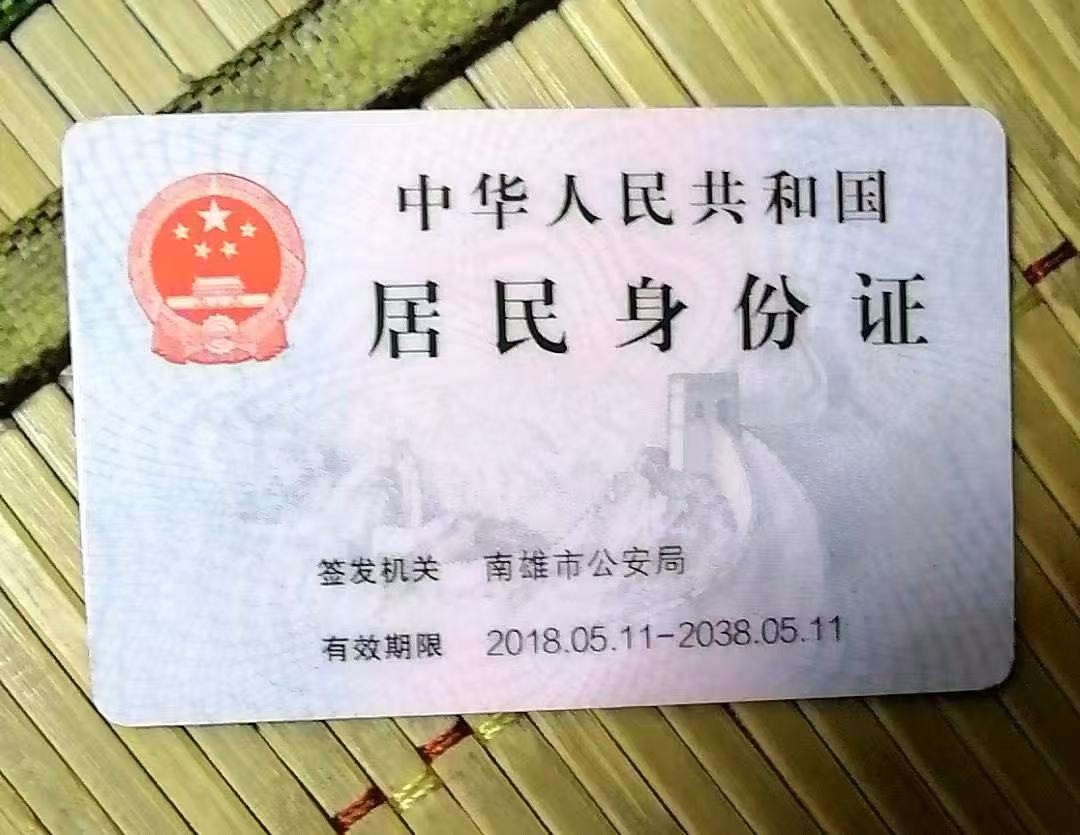 中华人民共和国
居民身份证
签发机关 南雄市公安局
有效期限 2018.05.11-2038.05.11